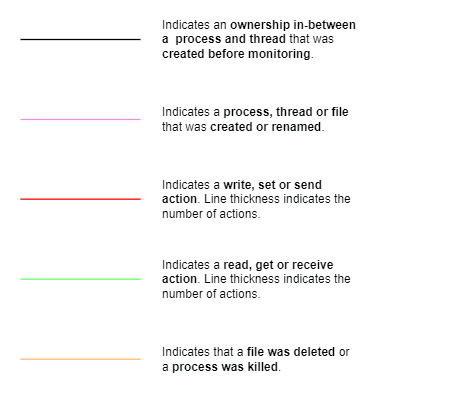 Indicates an ownership in-between
a process and thread that was
created before monitoring.
Indicates a process, thread or file
that was created or renamed.
Indicates a write, set or send
action. Line thickness indicates the
number of actions.
Indicates a read, get or receive
action. Line thickness indicates the
number of actions.
Indicates that a file was deleted or
a process was killed.